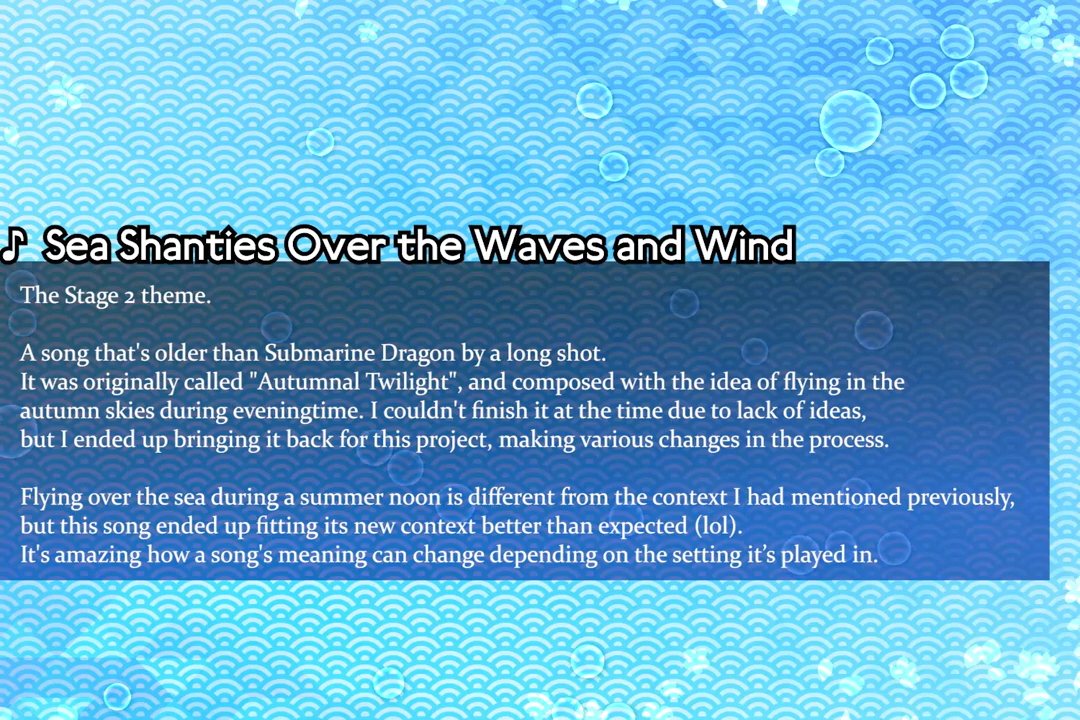 ♪ Sea Shanties Over the Waves and Wind
The Stage 2 theme.
A song that's older than Submarine Dragon by a long shot.
It was originally called "Autumnal Twilight", and composed with the idea of flying in the
autumn skies during eveningtime. I couldn't finish it at the time due to lack of ideas,
but I ended up bringing it back for this project, making various changes in the process.
Flying over the sea during a summer noon is different from the context I had mentioned previously,
but this song ended up fitting its new context better than expected (lol).
It's amazing how a song's meaning can change depending on the setting it’s played in.